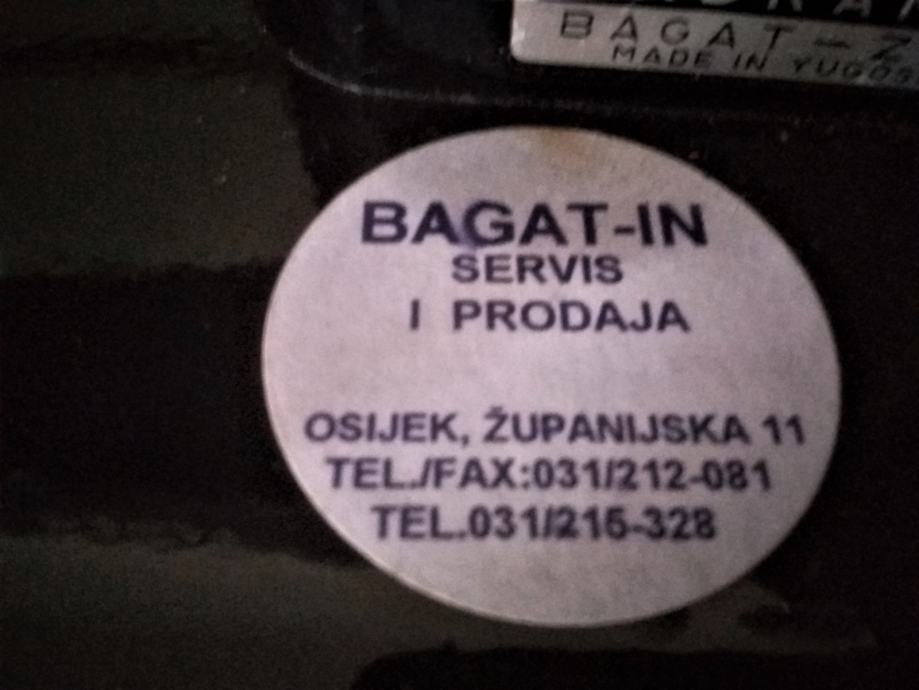 BAGAT-Z
MADE IN YUGOS
BAGAT-IN
SERVIS
I PRODAJA
OSIJEK, ŽUPANIJSKA 11
TEL./FAX:031/212-081
TEL.031/215-328